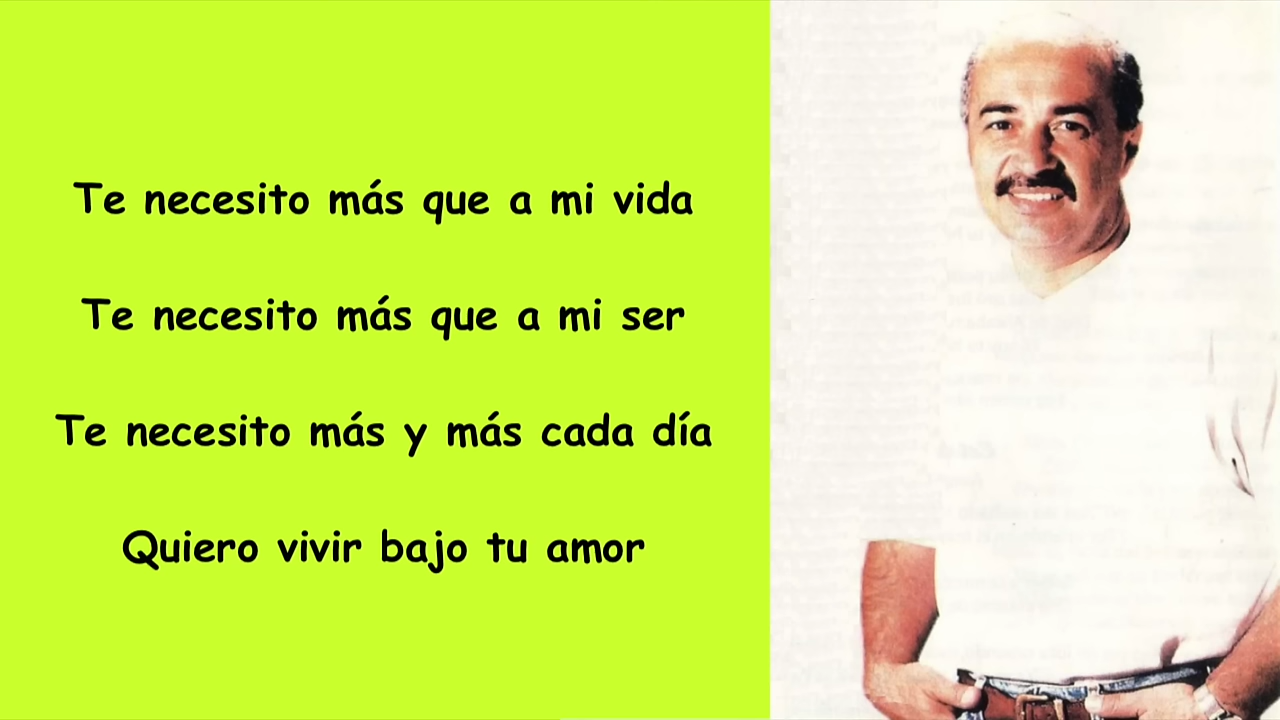 Te necesito más que a mi vida
Te necesito más que a mi ser
Te necesito más y más cada día
Quiero vivir bajo tu amor